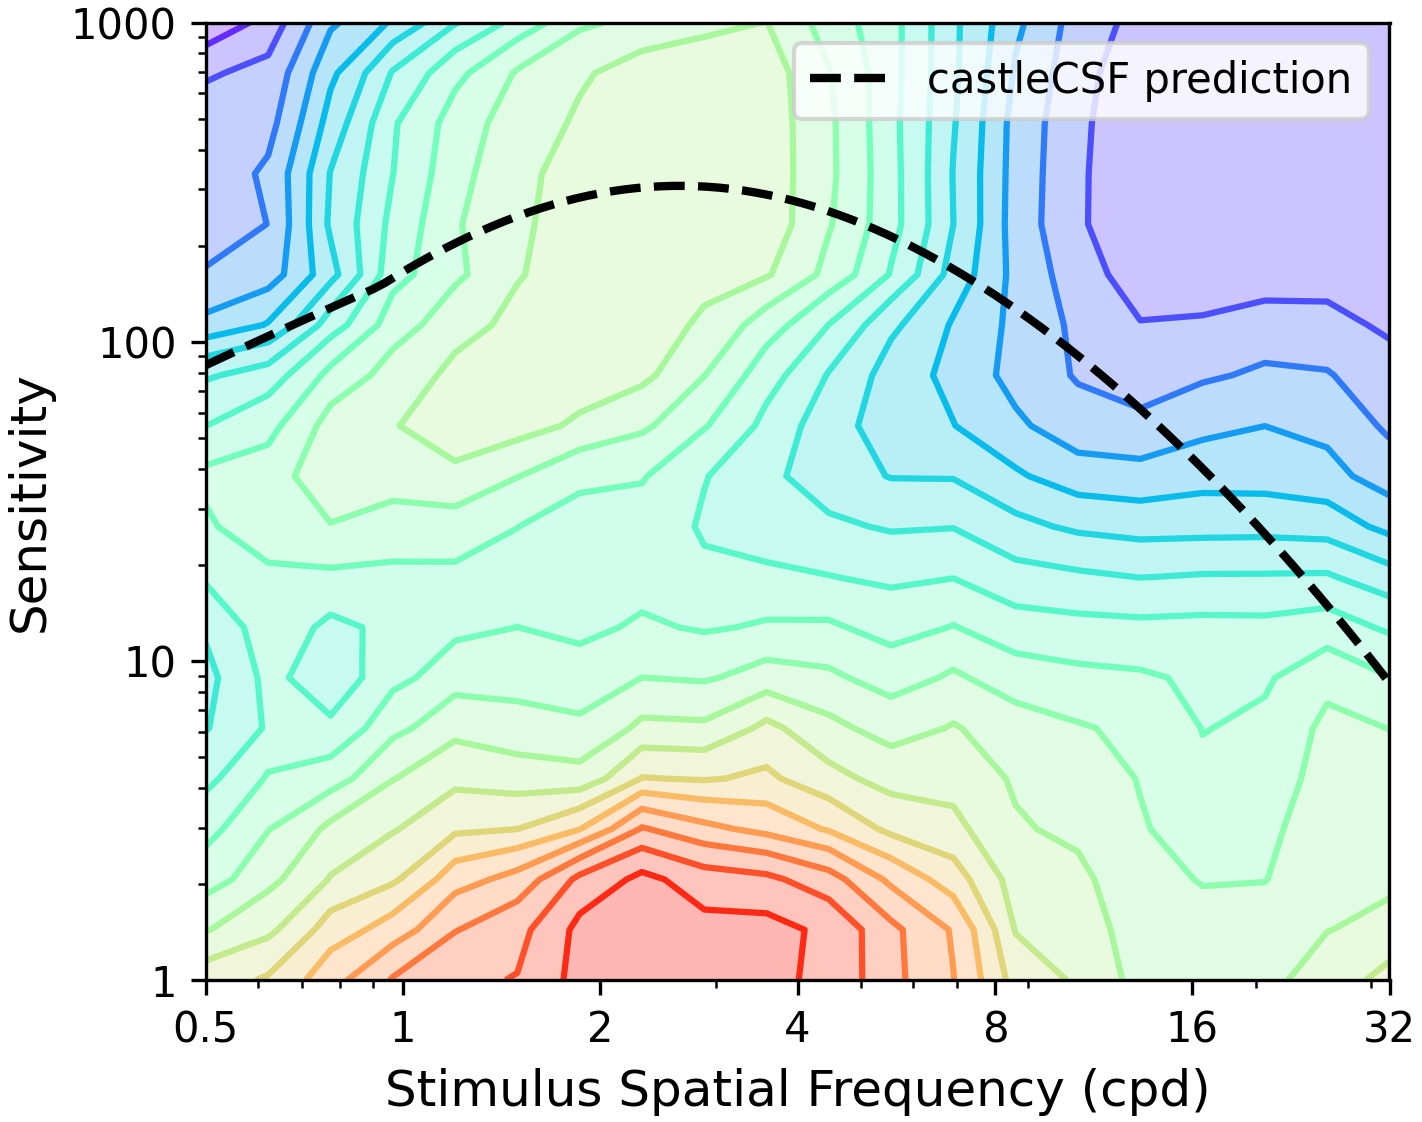 1000
castleCSF prediction
100
10
1
Sensitivity
0.5 1 2 4 8 16 32
Stimulus Spatial Frequency (cpd)